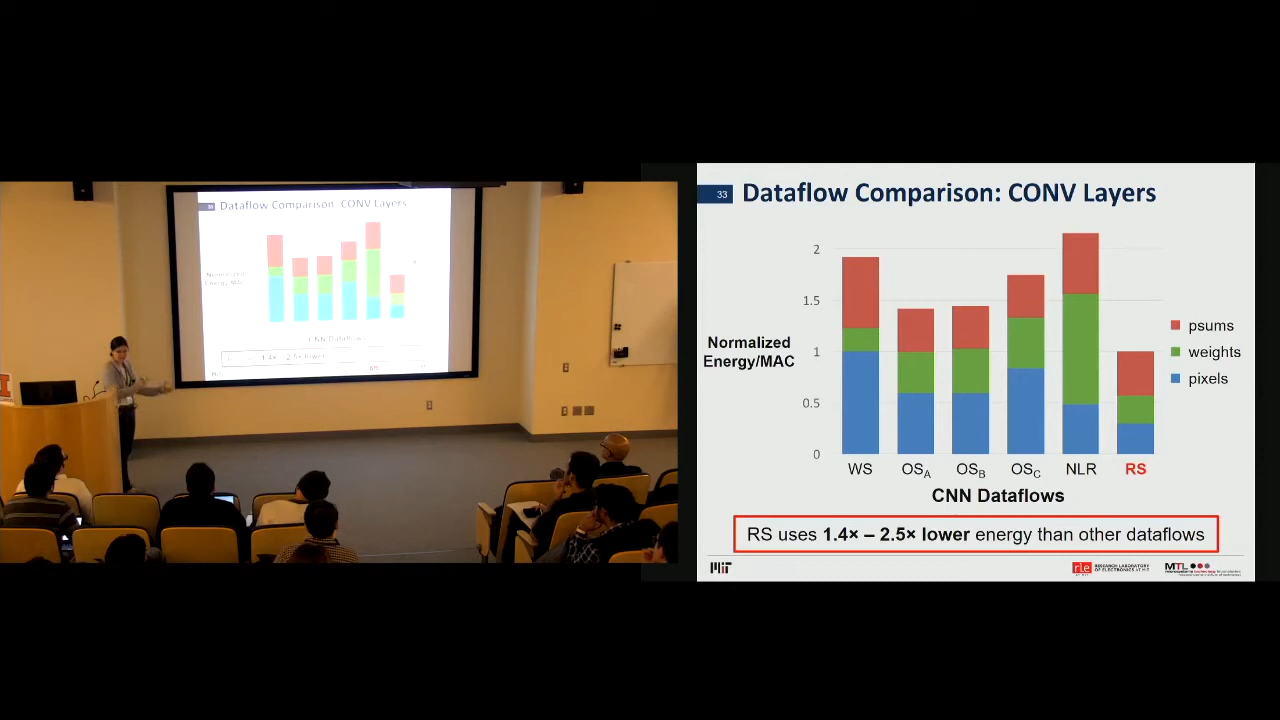 Dataflow Comparison: CONV Layers
Normalized
Energy/MAC
CNN Dataflows
1.4× – 2.5× lower
33
Dataflow Comparison: CONV Layers
2
1.5
1
0.5
0
Normalized
Energy/MAC
psums
weights
pixels
WS OSA OSB OSC NLR RS
CNN Dataflows
RS uses 1.4× – 2.5× lower energy than other dataflows
MIT
rle RESEARCH LABORATORY
OF ELECTRONICS AT MIT
MTL